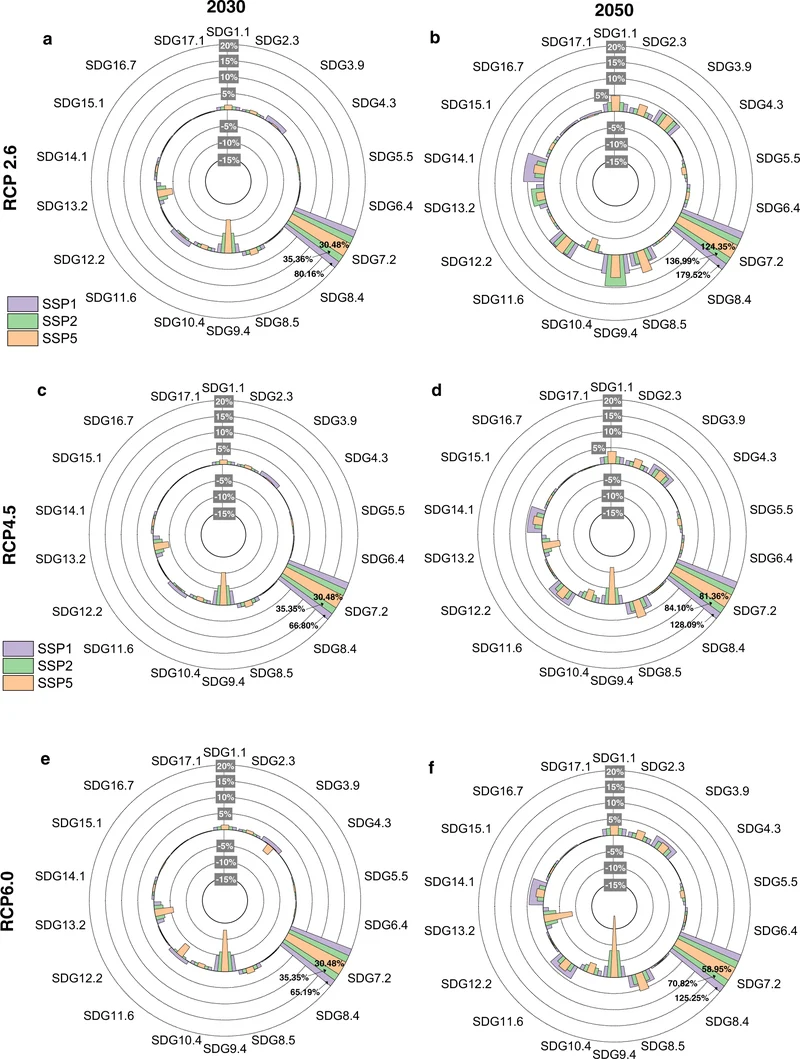 2030
2050
a
SDG1.1
SDG17.1
SDG2.3
SDG16.7
SDG3.9
SDG15.1
SDG4.3
SDG14.1
SDG5.5
SDG13.2
SDG6.4
SDG12.2
SDG7.2
SDG11.6
SDG8.4
SDG10.4
SDG8.5
SDG9.4
20%
15%
10%
5%
-5%
-10%
-15%
30.48%
35.36%
80.16%
RCP 2.6
b
SDG1.1
SDG17.1
SDG2.3
SDG16.7
SDG3.9
SDG15.1
SDG4.3
SDG14.1
SDG5.5
SDG13.2
SDG6.4
SDG12.2
SDG7.2
SDG11.6
SDG8.4
SDG10.4
SDG8.5
SDG9.4
20%
15%
10%
5%
-5%
-10%
-15%
124.35%
136.99%
179.52%
SSP1
SSP2
SSP5
c
SDG1.1
SDG17.1
SDG2.3
SDG16.7
SDG3.9
SDG15.1
SDG4.3
SDG14.1
SDG5.5
SDG13.2
SDG6.4
SDG12.2
SDG7.2
SDG11.6
SDG8.4
SDG10.4
SDG8.5
SDG9.4
20%
15%
10%
5%
-5%
-10%
-15%
30.48%
35.35%
66.80%
RCP4.5
d
SDG1.1
SDG17.1
SDG2.3
SDG16.7
SDG3.9
SDG15.1
SDG4.3
SDG14.1
SDG5.5
SDG13.2
SDG6.4
SDG12.2
SDG7.2
SDG11.6
SDG8.4
SDG10.4
SDG8.5
SDG9.4
20%
15%
10%
5%
-5%
-10%
-15%
81.36%
84.10%
128.09%
SSP1
SSP2
SSP5
e
SDG1.1
SDG17.1
SDG2.3
SDG16.7
SDG3.9
SDG15.1
SDG4.3
SDG14.1
SDG5.5
SDG13.2
SDG6.4
SDG12.2
SDG7.2
SDG11.6
SDG8.4
SDG10.4
SDG8.5
SDG9.4
20%
15%
10%
5%
-5%
-10%
-15%
30.48%
35.35%
65.19%
RCP6.0
f
SDG1.1
SDG17.1
SDG2.3
SDG16.7
SDG3.9
SDG15.1
SDG4.3
SDG14.1
SDG5.5
SDG13.2
SDG6.4
SDG12.2
SDG7.2
SDG11.6
SDG8.4
SDG10.4
SDG8.5
SDG9.4
20%
15%
10%
5%
-5%
-10%
-15%
58.95%
70.82%
125.25%